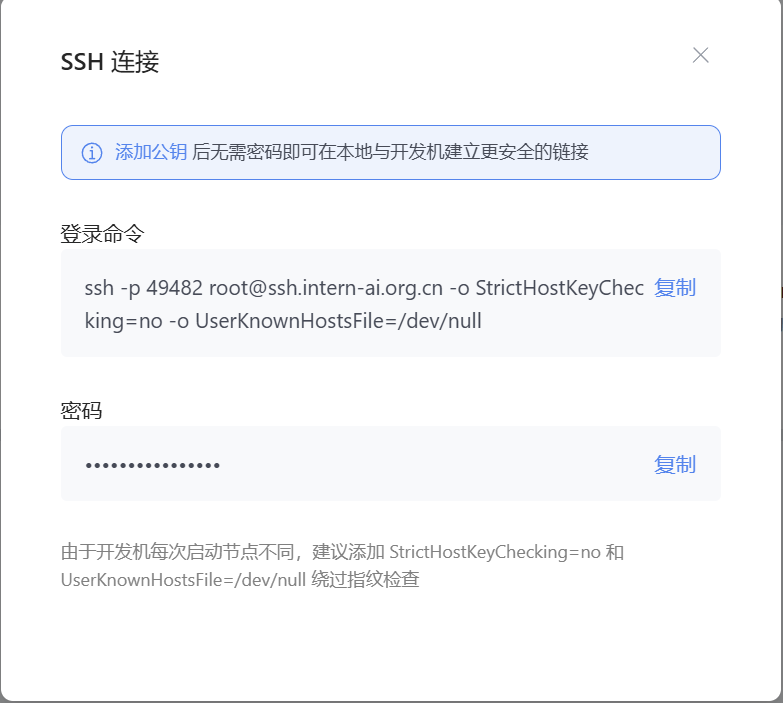 SSH 连接
添加公钥 后无需密码即可在本地与开发机建立更安全的链接
登录命令
ssh -p 49482 root@ssh.intern-ai.org.cn -o StrictHostKeyChec
复制
king=no -o UserKnownHostsFile=/dev/null
密码
••••••••••••••••
复制
由于开发机每次启动节点不同，建议添加 StrictHostKeyChecking=no 和
UserKnownHostsFile=/dev/null 绕过指纹检查